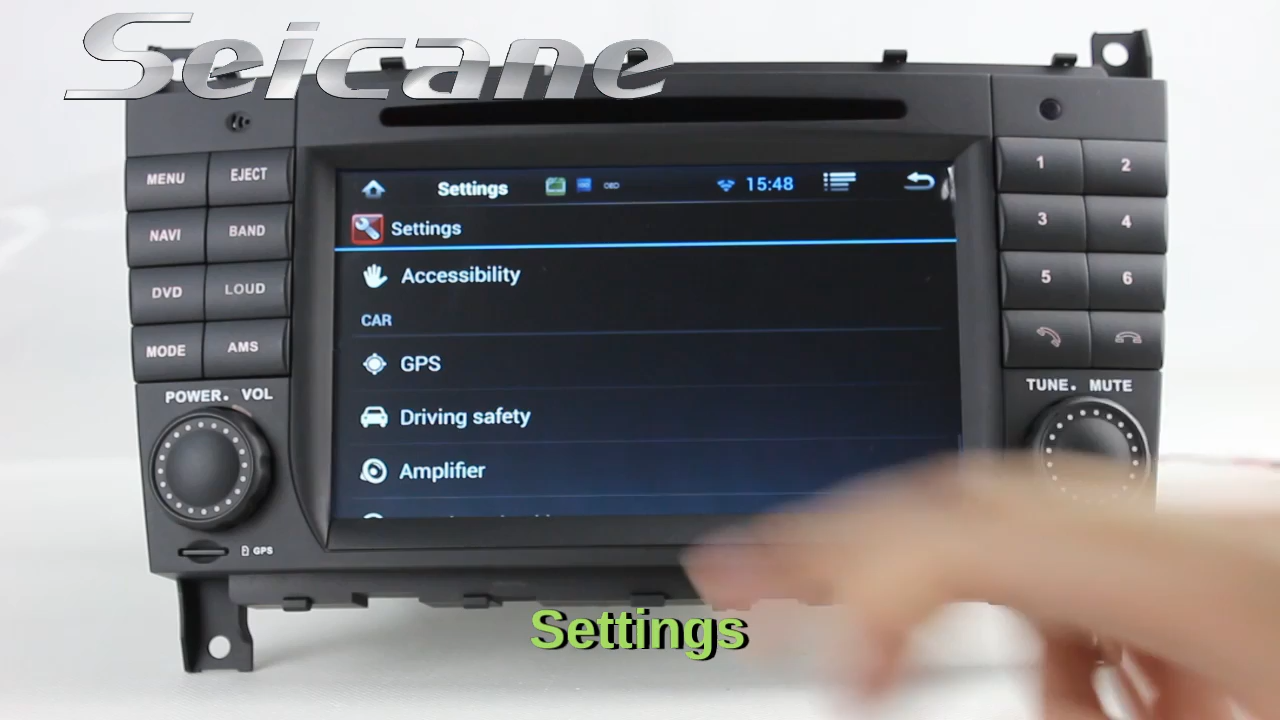 Seicane
MENU
EJECT
NAVI
BAND
DVD
LOUD
MODE
AMS
POWER. VOL
GPS
Settings
OBD
15:48
Settings
Accessibility
CAR
GPS
Driving safety
Amplifier
1
2
3
4
5
6
TUNE. MUTE
Settings